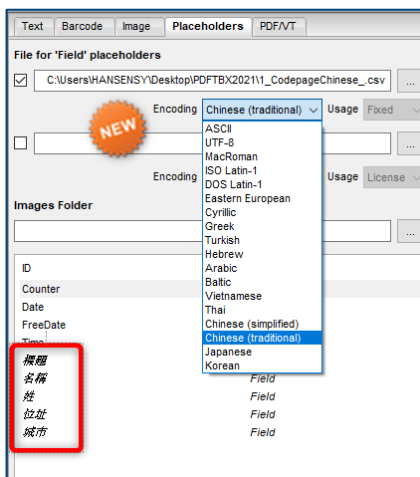 Text Barcode Image Placeholders PDF/VT
File for 'Field' placeholders
C:\Users\HANSENSY\Desktop\PDFTBX2021\1_CodepageChinese_.csv ...
NEW
Encoding Chinese (traditional) Usage Fixed
ASCII
UTF-8
...
MacRoman
ISO Latin-1
Encoding
DOS Latin-1
Usage License
Eastern European
Cyrillic
Images Folder
Greek
Turkish
...
Hebrew
Arabic
ID
Baltic
Counter
Vietnamese
Date
Thai
FreeDate
Chinese (simplified)
Time
Chinese (traditional)
標題
Japanese
Korean
名稱 Field
姓 Field
位址 Field
城市 Field